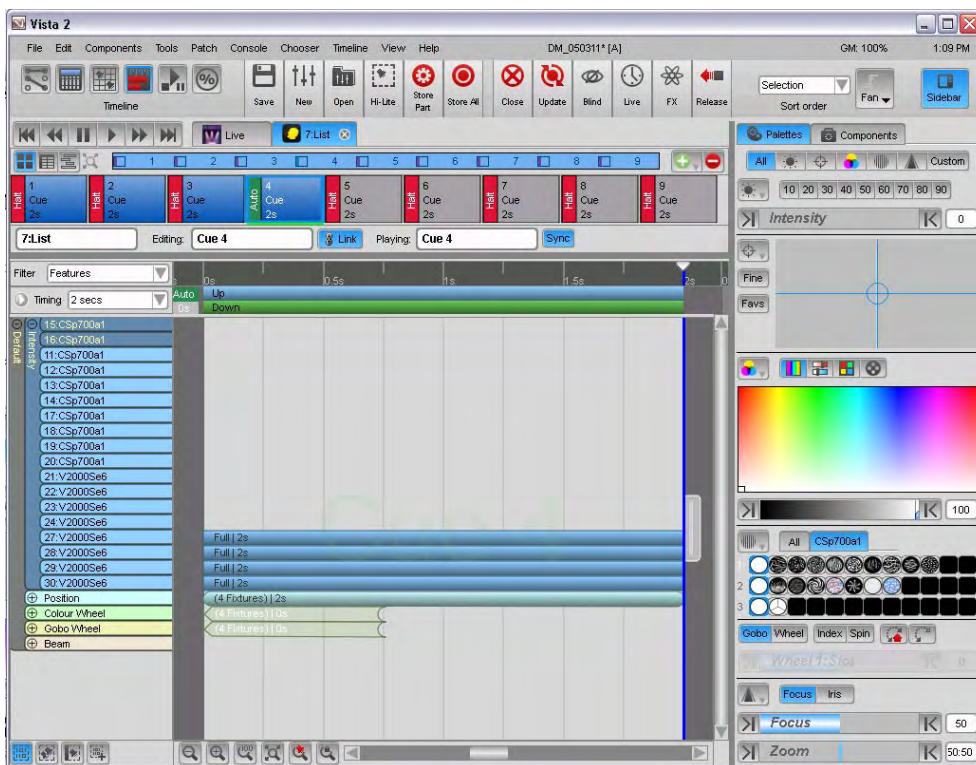 Vista 2
File Edit Components Tools Patch Console Chooser Timeline View Help DM_050311* [A] GM: 100% 1:09 PM
Timeline
Save New Open Hi-Lite Store Part Store All Close Update Blind Live FX Release
Selection
Sort order
Fan
Sidebar
Live 7:List
1 2 3 4 5 6 7 8 9
Halt 1 Cue 2s
Halt 2 Cue 2s
Halt 3 Cue 2s
Auto 4 Cue 2s
Halt 5 Cue 2s
Halt 6 Cue 2s
Halt 7 Cue 2s
Halt 8 Cue 2s
Halt 9 Cue 2s
7:List Editing: Cue 4 Link Playing: Cue 4 Sync
Filter Features
Timing 2 secs
0s 0.5s 1s 1.5s 2s
Auto Up
0s Down
Default
Intensity
15:CSp700a1
16:CSp700a1
11:CSp700a1
12:CSp700a1
13:CSp700a1
14:CSp700a1
17:CSp700a1
18:CSp700a1
19:CSp700a1
20:CSp700a1
21:V2000Se6
22:V2000Se6
23:V2000Se6
24:V2000Se6
27:V2000Se6 Full | 2s
28:V2000Se6 Full | 2s
29:V2000Se6 Full | 2s
30:V2000Se6 Full | 2s
Position (4 Fixtures) | 2s
Colour Wheel (4 Fixtures) | 0s
Gobo Wheel (4 Fixtures) | 0s
Beam
100
Palettes Components
All Custom
10 20 30 40 50 60 70 80 90
Intensity 0
Fine
Favs
100
All CSp700a1
1
2
3
Gobo Wheel Index Spin
Wheel 1:Slos 0
Focus Iris
Focus 50
Zoom 50:50